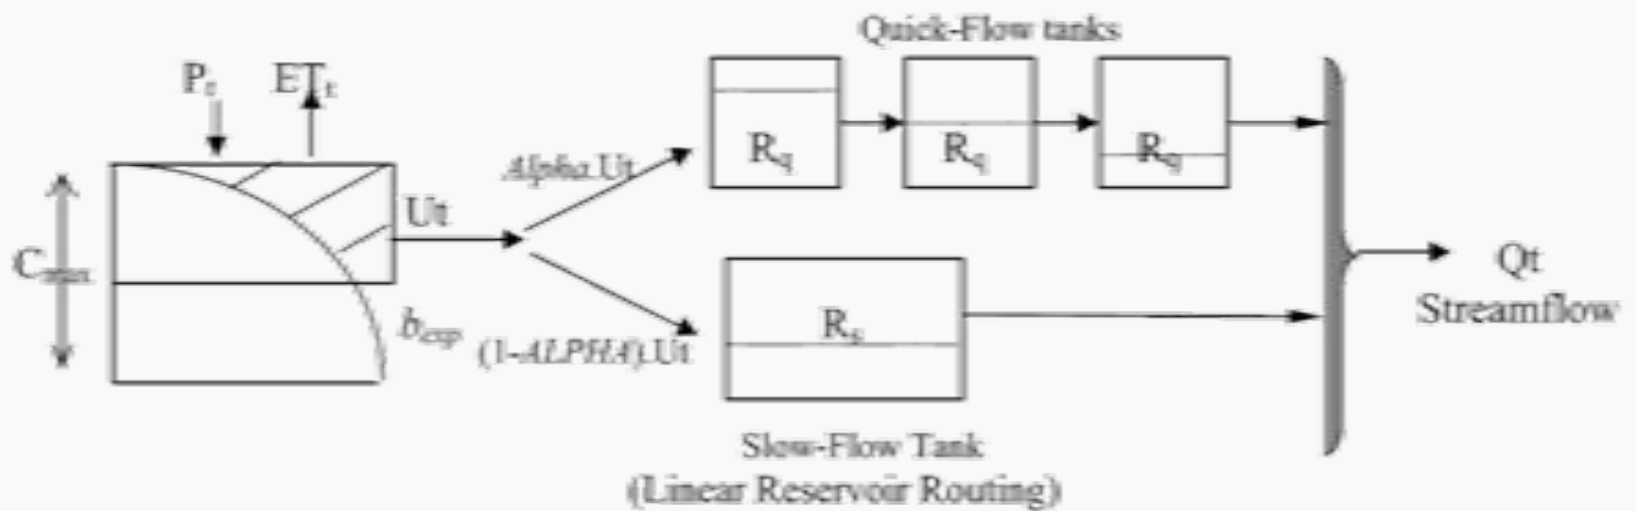 Quick-Flow tanks
Pt
ETt
Rq
Rq
Rq
Alpha.Ut
Ut
Cmax
bexp
(1-ALPHA).Ut
Rs
Qt
Streamflow
Slow-Flow Tank
(Linear Reservoir Routing)